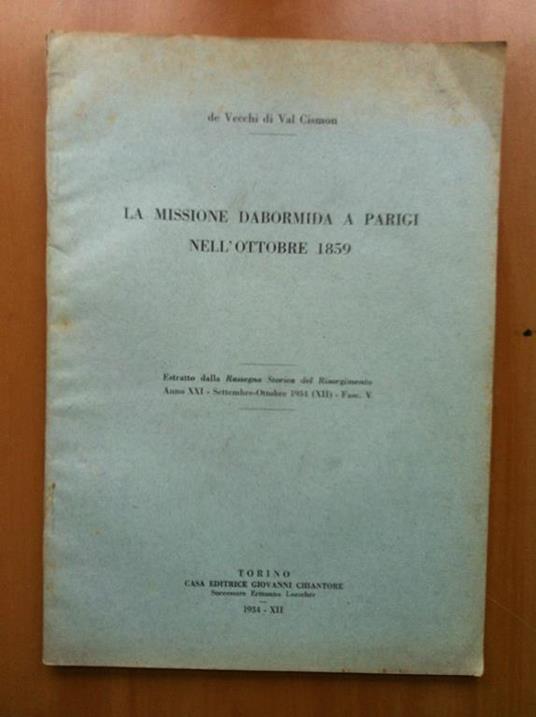 de Vecchi di Val Cismon
LA MISSIONE DABORMIDA A PARIGI
NELL'OTTOBRE 1859
Estratto dalla Rassegna Storica del Risorgimento
Anno XXI - Settembre-Ottobre 1934 (XII) - Fasc. V
TORINO
CASA EDITRICE GIOVANNI CHIANTORE
Successore Ermanno Loescher
1934 - XII